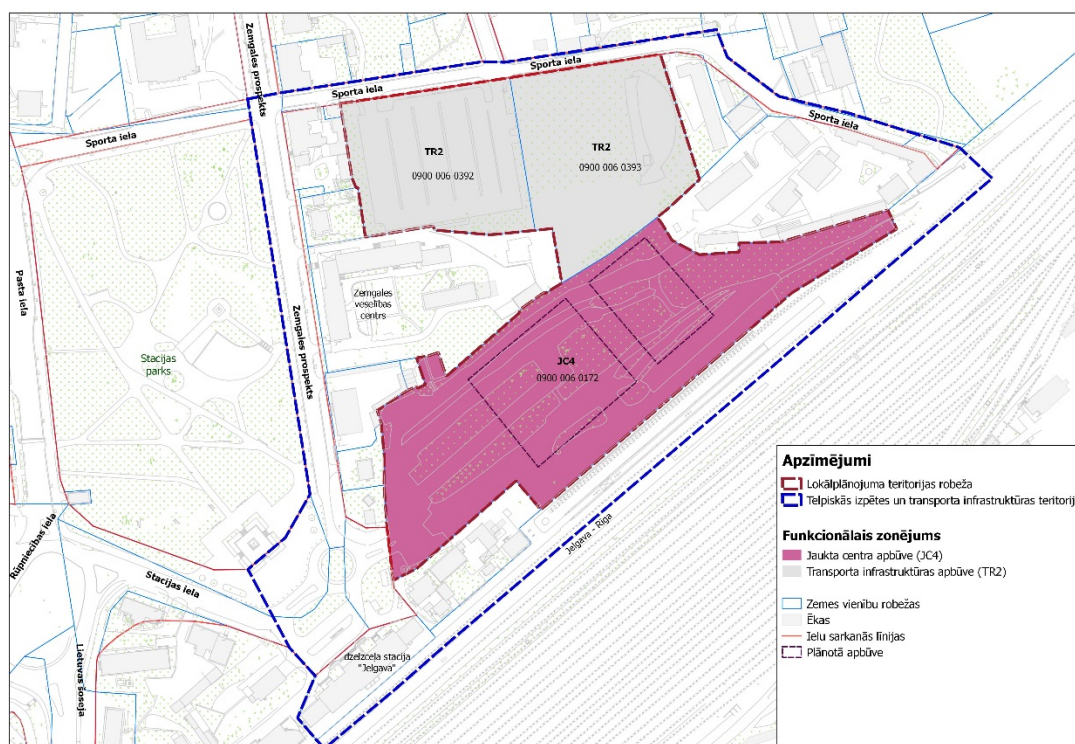 Zemgales prospekts
Sporta iela
Sporta iela
Sporta iela
Sporta iela
TR2
0900 006 0392
TR2
0900 006 0393
Pasta iela
Zemgales
veselības
centrs
Zemgales prospekts
Stacijas
parks
JC4
0900 006 0172
Jelgava - Rīga
Rūpniecības iela
Stacijas iela
Lietuvas šoseja
dzelzceļa stacija
"Jelgava"
Apzīmējumi
Lokālplānojuma teritorijas robeža
Telpiskās izpētes un transporta infrastruktūras teritorij
Funkcionālais zonējums
Jaukta centra apbūve (JC4)
Transporta infrastruktūras apbūve (TR2)
Zemes vienību robežas
Ēkas
Ielu sarkanās līnijas
Plānotā apbūve